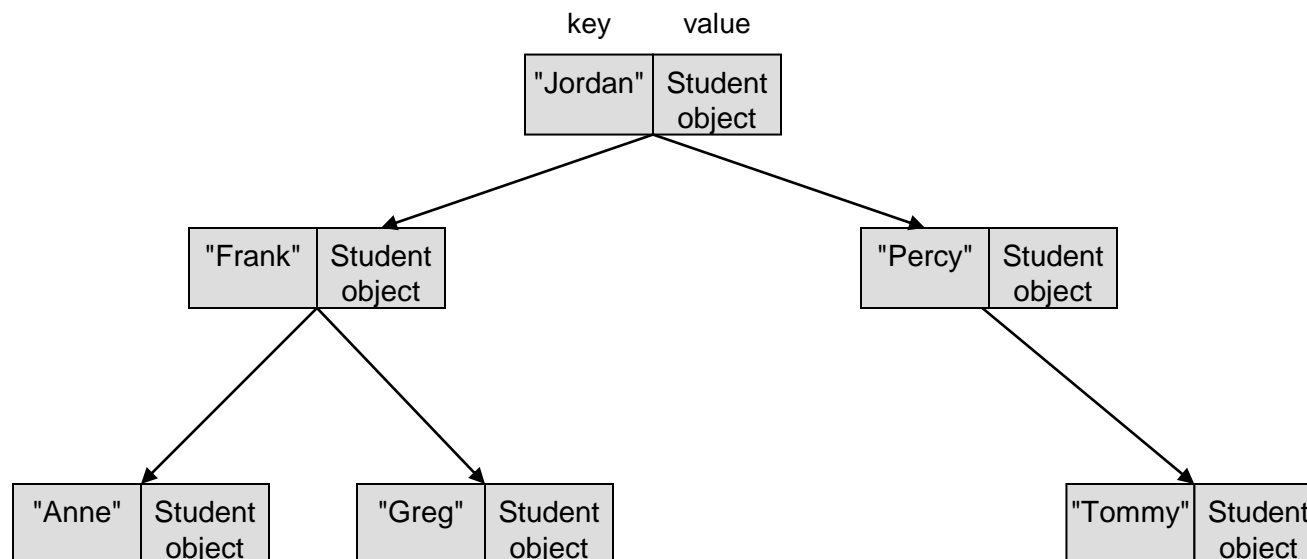 key value
"Jordan" Student
object
"Frank" Student
object
"Percy" Student
object
"Anne" Student
object
"Greg" Student
object
"Tommy" Student
object